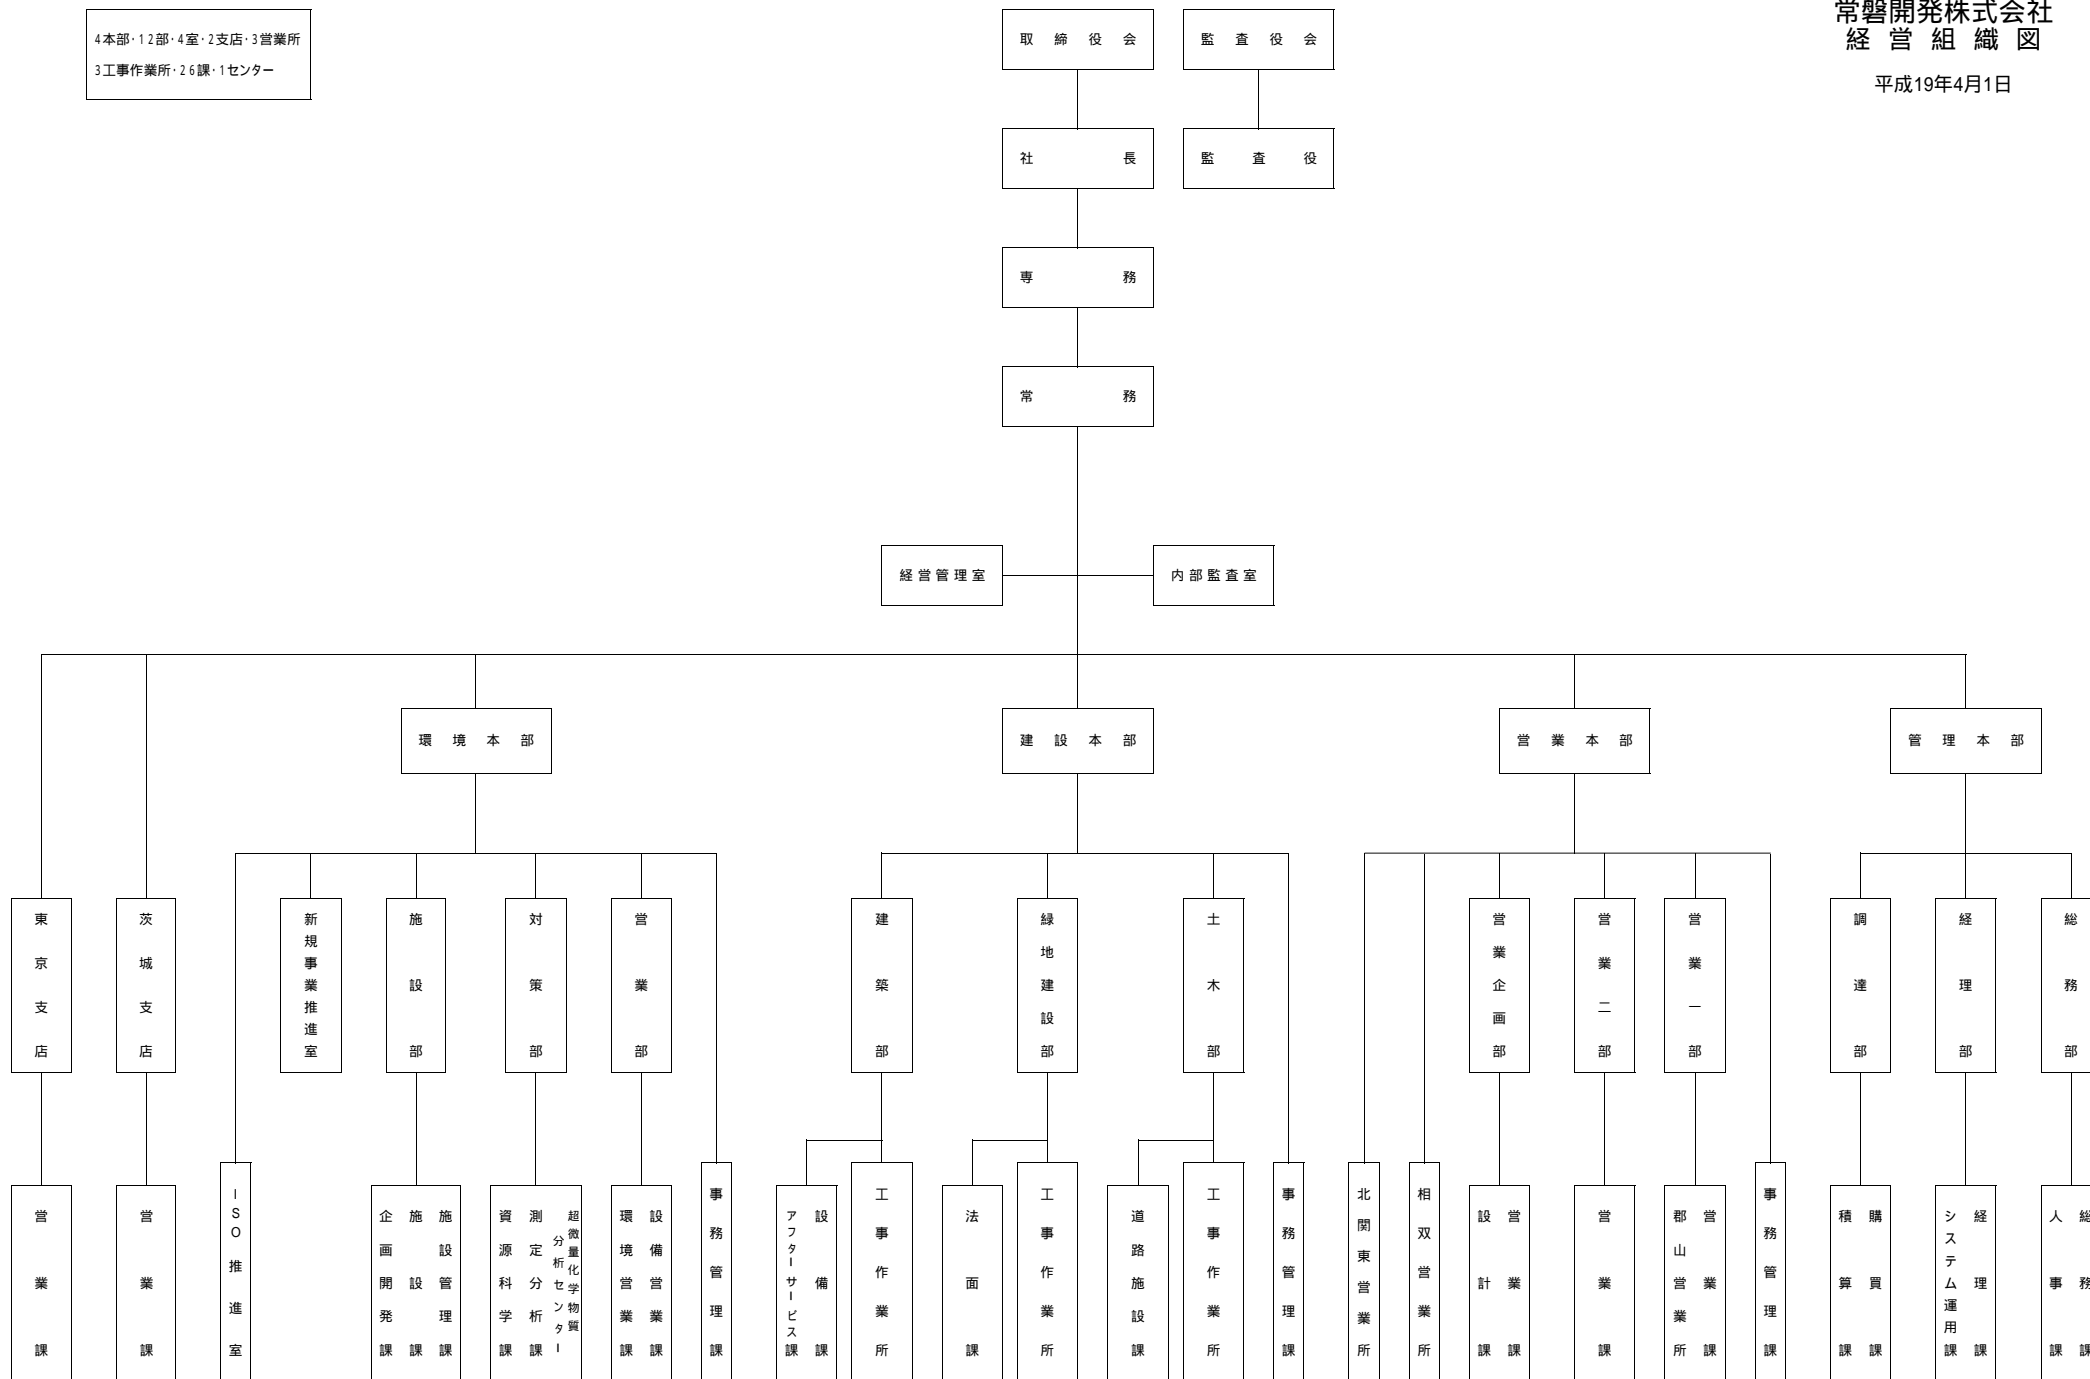 4本部・12部・4室・2支店・3営業所
3工事作業所・26課・1センター
常磐開発株式会社
経営組織図
平成19年4月1日
取締役会
監査役会
社長
監査役
専務
常務
経営管理室
内部監査室
環境本部
建設本部
営業本部
管理本部
東京支店
茨城支店
新規事業推進室
施設部
対策部
営業部
建築部
緑地建設部
土木部
営業企画部
営業二部
営業一部
調達部
経理部
総務部
営業課
営業課
ISO推進室
企画開発課
施設課
施設管理課
資源科学課
測定分析課
超微量化学物質
分析センター
環境営業課
設備営業課
事務管理課
アフターサービス課
設備課
工事作業所
法面課
工事作業所
道路施設課
工事作業所
事務管理課
北関東営業所
相双営業所
設計課
営業課
営業課
郡山営業所
営業課
事務管理課
積算課
購買課
システム運用課
経理課
人事課
総務課